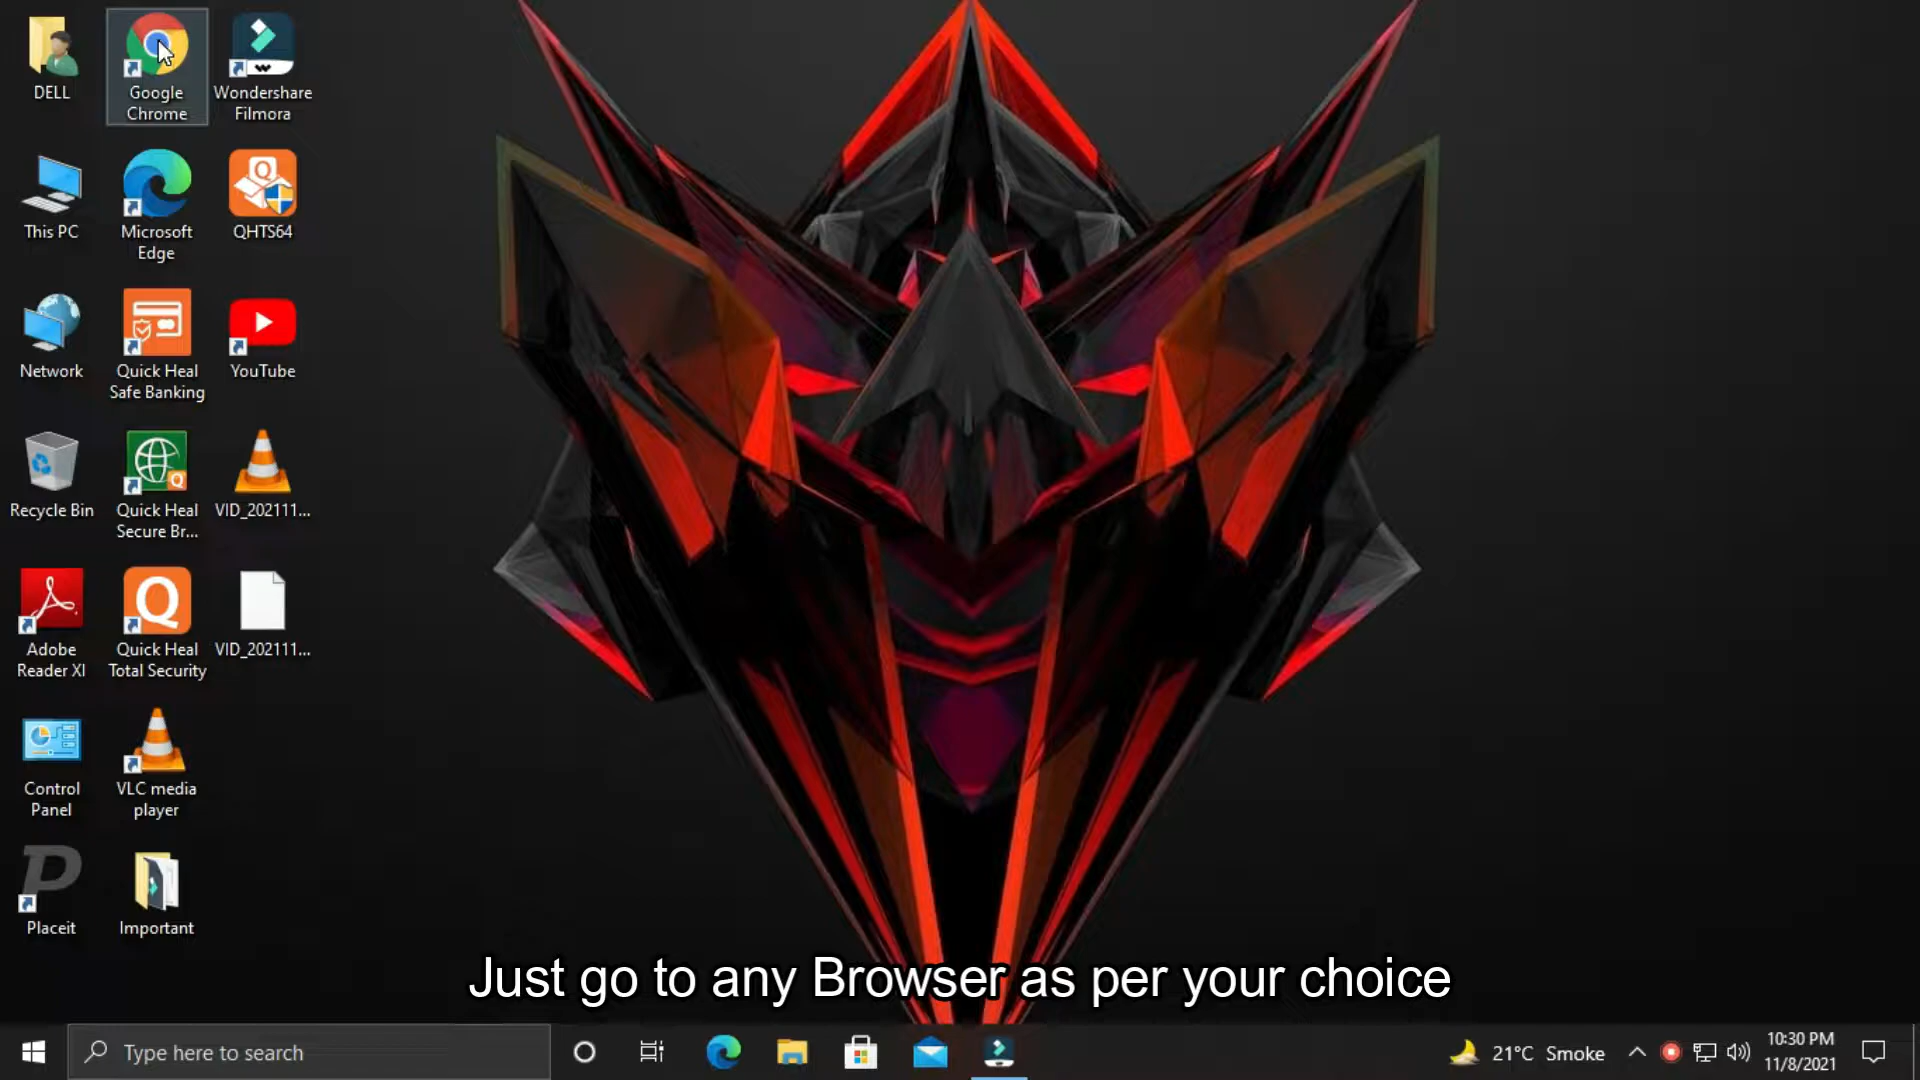 DELL
Google
Chrome
Wondershare
Filmora
This PC
Microsoft
Edge
QHTS64
Network
Quick Heal
Safe Banking
YouTube
Recycle Bin
Quick Heal
Secure Br...
VID_202111...
Adobe
Reader XI
Quick Heal
Total Security
VID_202111...
Control
Panel
VLC media
player
Placeit
Important
Just go to any Browser as per your choice
Type here to search
21°C Smoke
10:30 PM
11/8/2021